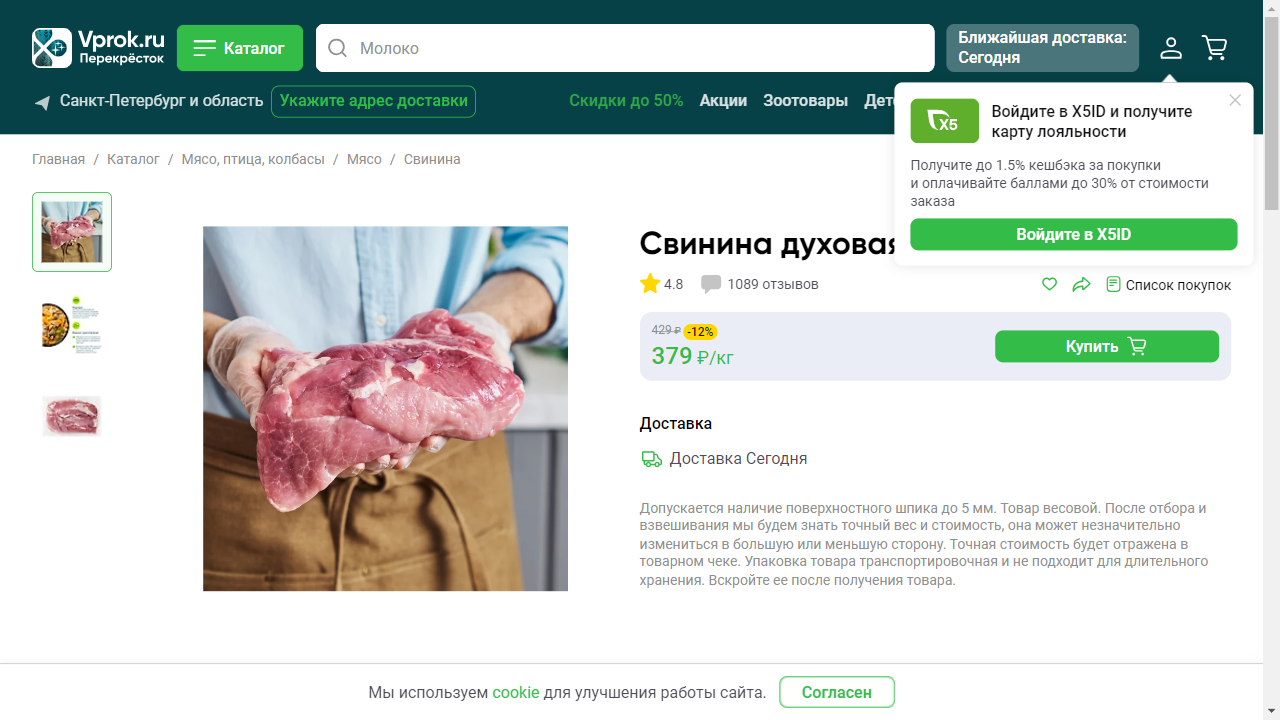 Vprok.ru
Перекрёсток
Каталог
Молоко
Ближайшая доставка:
Сегодня
Санкт-Петербург и область
Укажите адрес доставки
Скидки до 50%
Акции
Зоотовары
X5
Войдите в X5ID и получите
карту лояльности
Получите до 1.5% кешбэка за покупки
и оплачивайте баллами до 30% от стоимости
заказа
Войдите в X5ID
Главная / Каталог / Мясо, птица, колбасы / Мясо / Свинина
Свинина духовая
4.8
1089 отзывов
Список покупок
429 ₽ -12%
379 ₽/кг
Купить
Доставка
Доставка Сегодня
Допускается наличие поверхностного шпика до 5 мм. Товар весовой. После отбора и
взвешивания мы будем знать точный вес и стоимость, она может незначительно
измениться в большую или меньшую сторону. Точная стоимость будет отражена в
товарном чеке. Упаковка товара транспортировочная и не подходит для длительного
хранения. Вскройте ее после получения товара.
Мы используем cookie для улучшения работы сайта.
Согласен